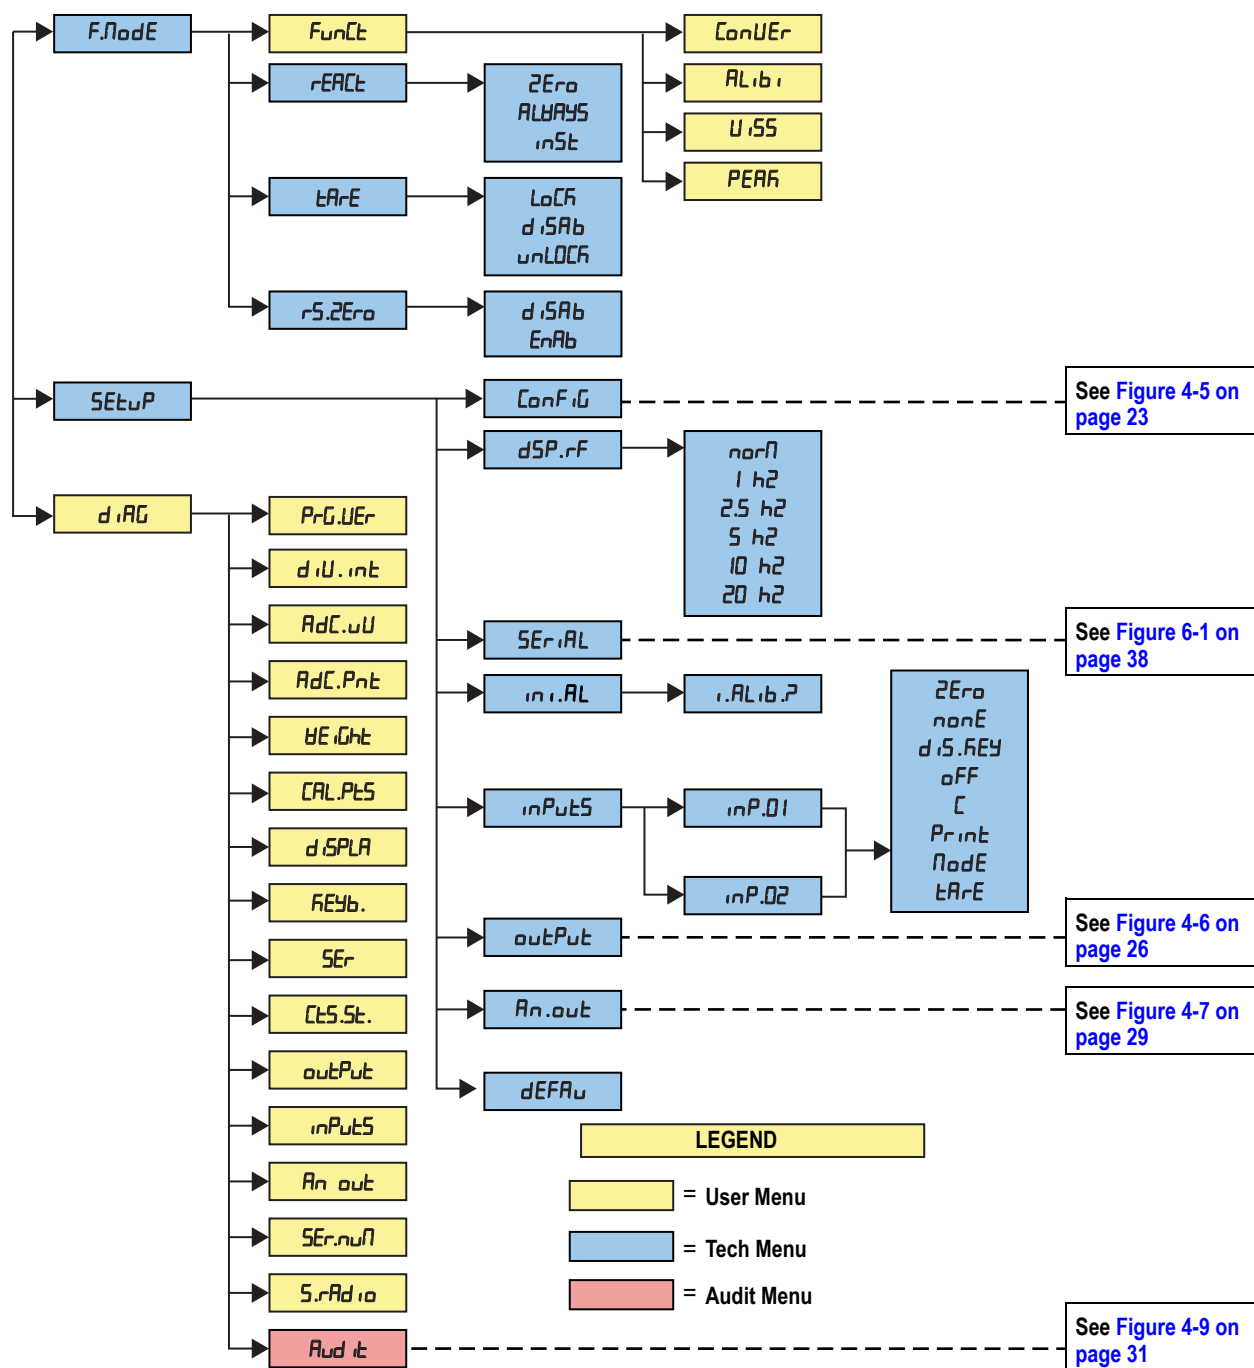 F.ModE
FunCt
ConVEr
ALibi
ViSS
PEAK
rEACt
ZEro
ALWAYS
inSt
tArE
LoCK
diSAb
unLOCK
rS.ZEro
diSAb
EnAb
SEtuP
ConFiG
See Figure 4-5 on
page 23
dSP.rF
norM
1 hZ
2.5 hZ
5 hZ
10 hZ
20 hZ
SEriAL
See Figure 6-1 on
page 38
ini.AL
i.ALib.?
inPutS
inP.01
inP.02
ZEro
nonE
diS.KEY
oFF
C
Print
ModE
tArE
outPut
See Figure 4-6 on
page 26
An.out
See Figure 4-7 on
page 29
dEFAu
diAG
PrG.VEr
diV.int
AdC.uV
AdC.Pnt
WEiGht
CAL.PtS
diSPLA
KEYb.
SEr
CtS.St.
outPut
inPutS
An out
SEr.nuM
S.rAdio
Audit
See Figure 4-9 on
page 31
LEGEND
= User Menu
= Tech Menu
= Audit Menu